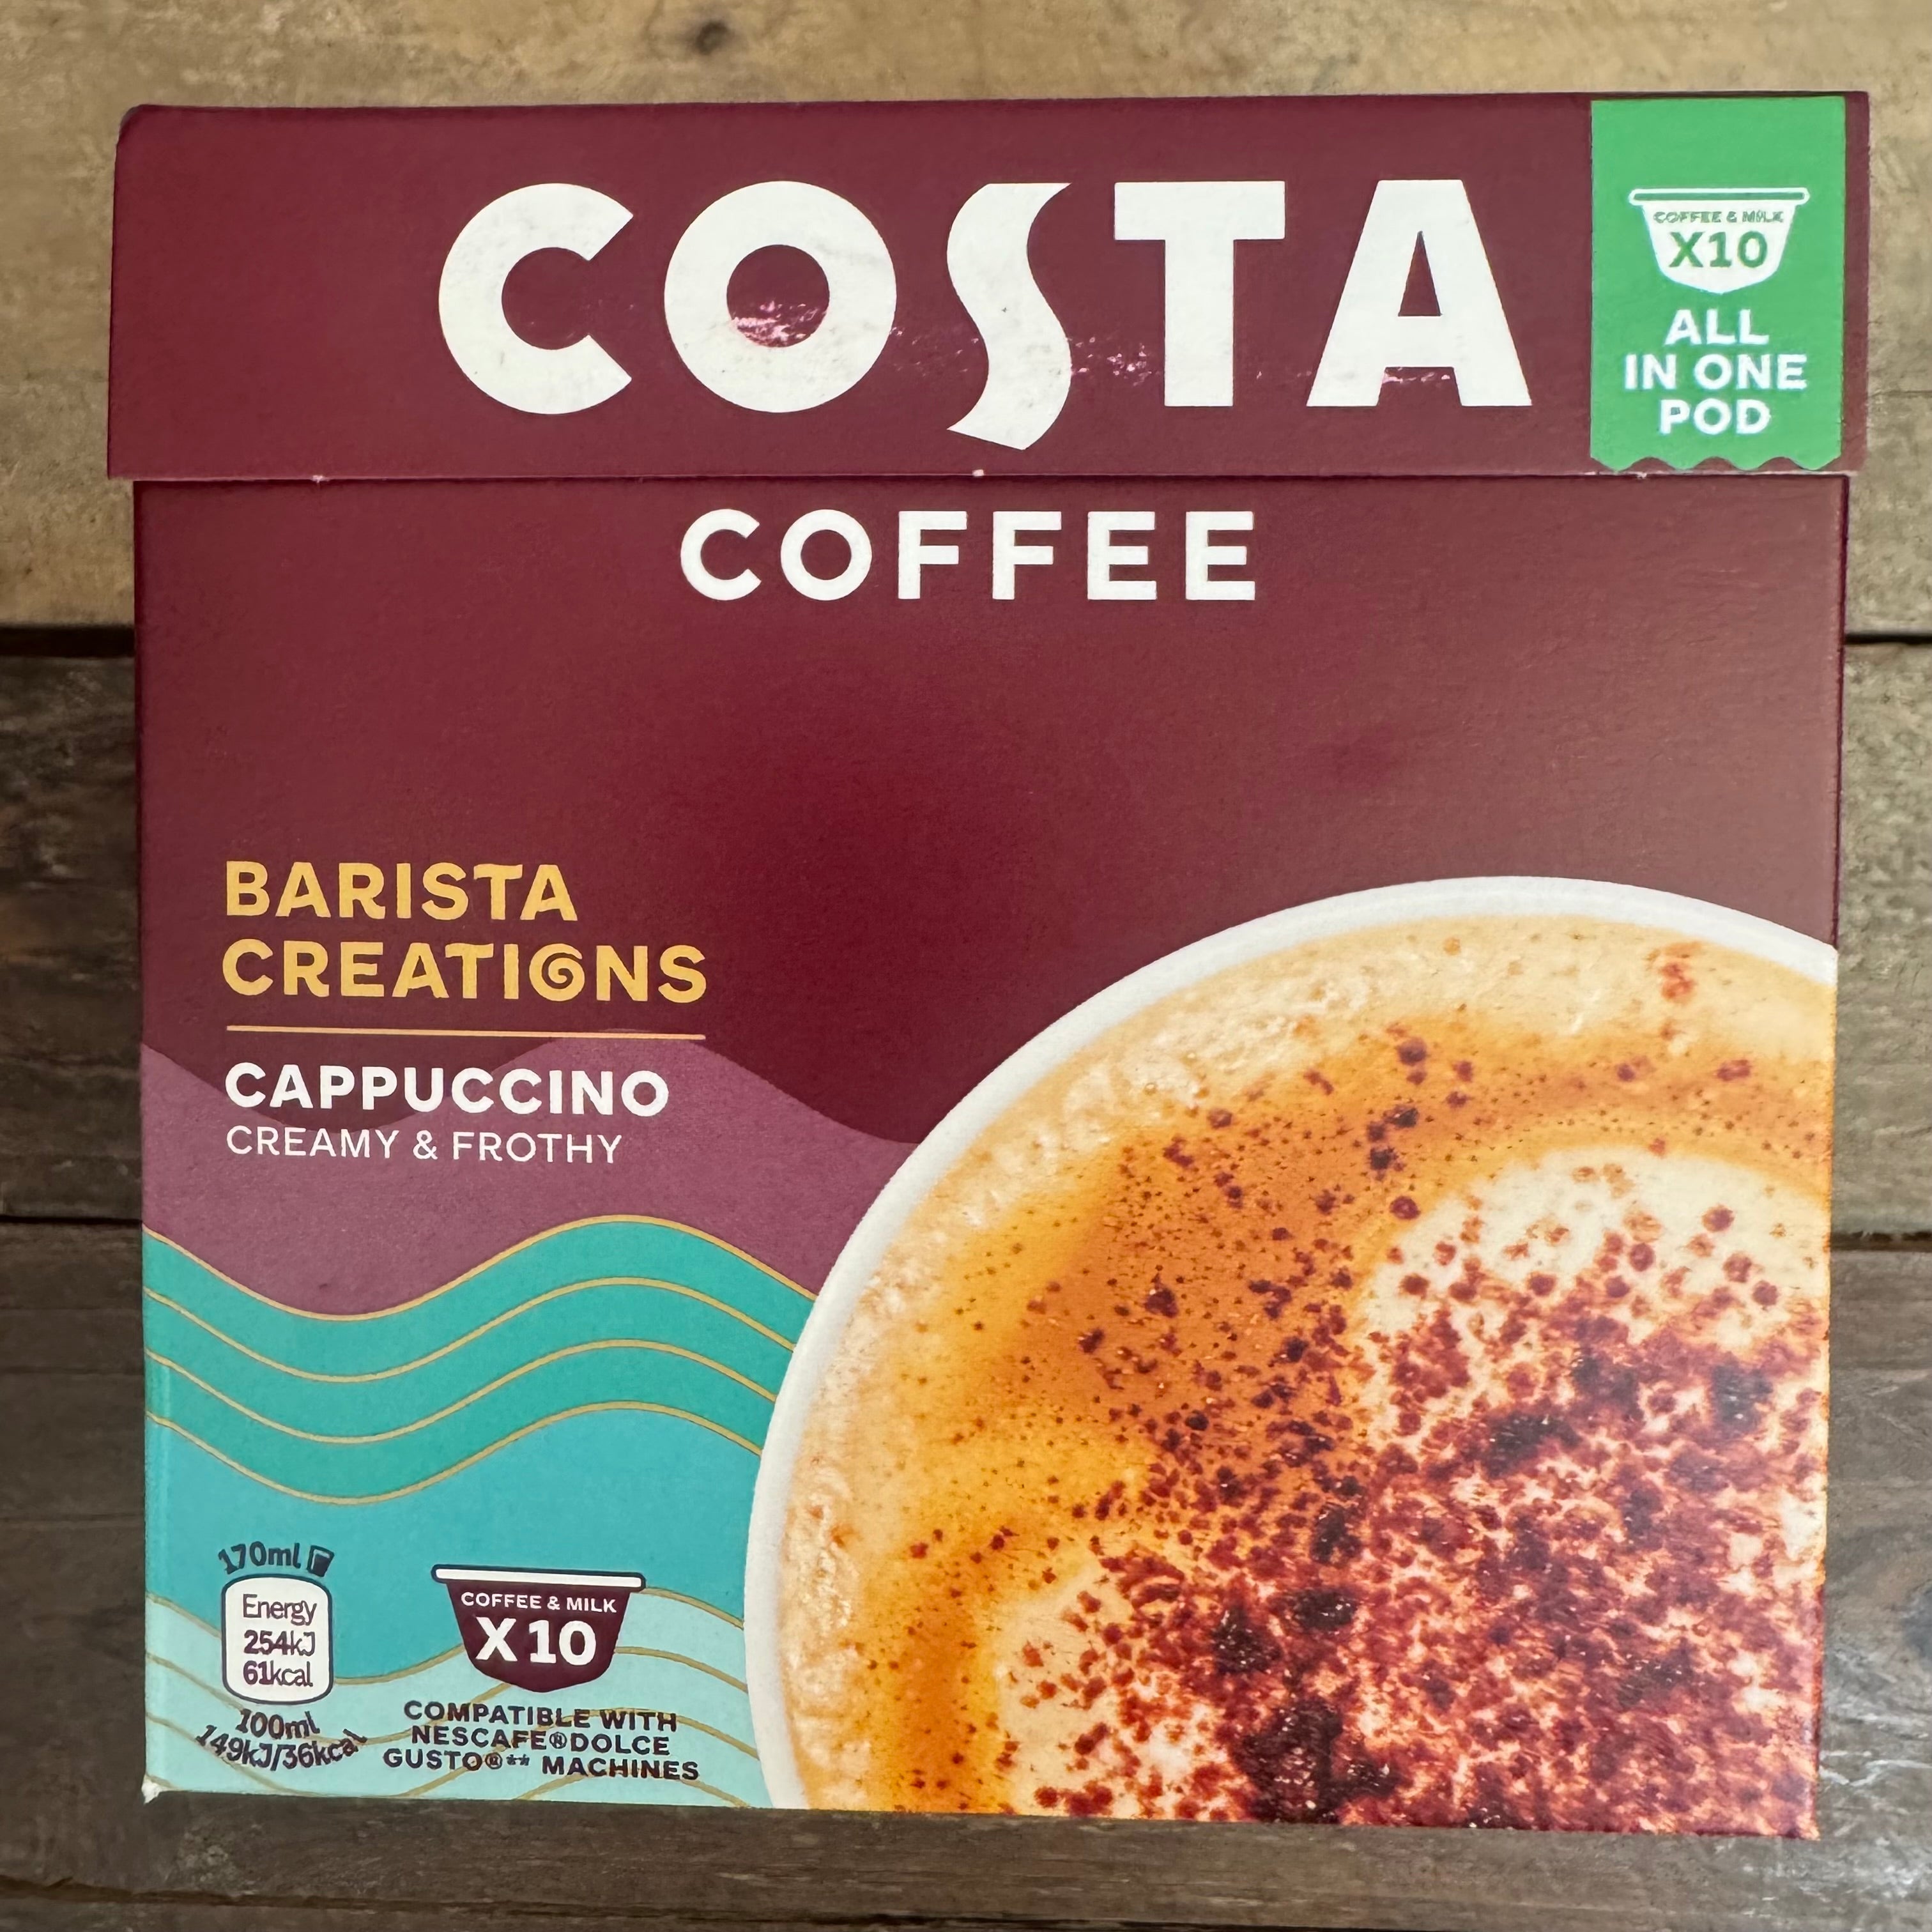 COSTA
COFFEE & MILK
X10
ALL
IN ONE
POD
COFFEE
BARISTA
CREATIONS
CAPPUCCINO
CREAMY & FROTHY
170ml
Energy
254kJ
61kcal
100ml
149kJ/36kcal
COFFEE & MILK
X10
COMPATIBLE WITH
NESCAFE®DOLCE
GUSTO®** MACHINES